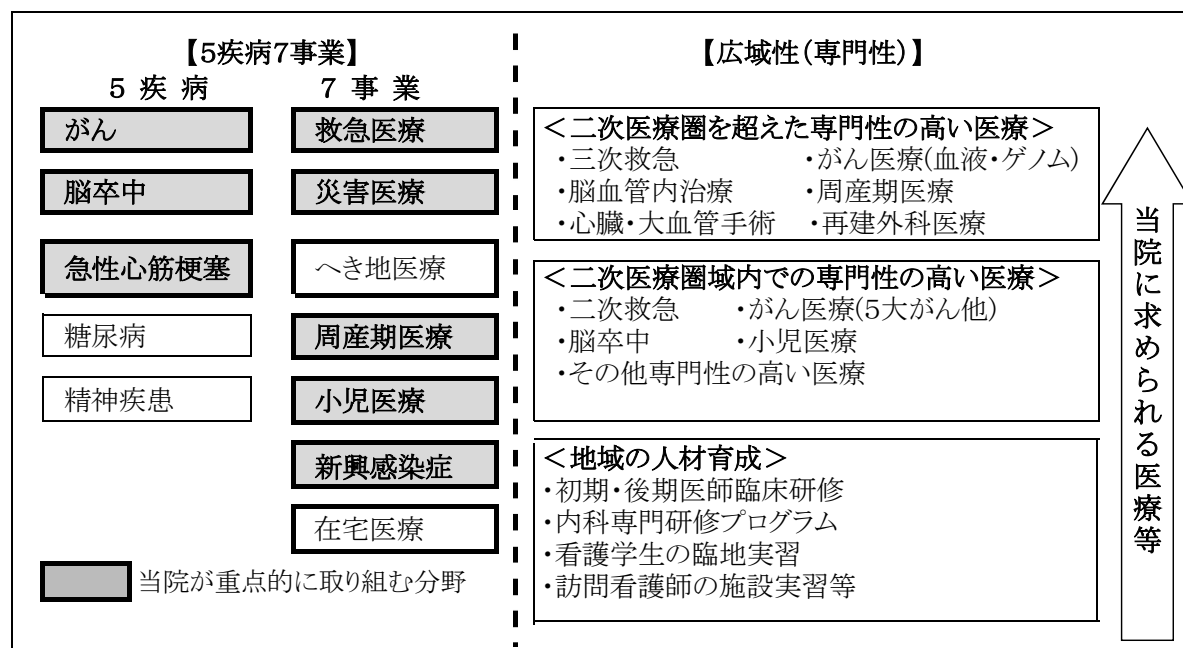 【5疾病7事業】
5 疾 病
7 事 業
がん
脳卒中
急性心筋梗塞
糖尿病
精神疾患
救急医療
災害医療
へき地医療
周産期医療
小児医療
新興感染症
在宅医療
当院が重点的に取り組む分野
【広域性(専門性)】
＜二次医療圏を超えた専門性の高い医療＞
・三次救急 ・がん医療(血液・ゲノム)
・脳血管内治療 ・周産期医療
・心臓・大血管手術 ・再建外科医療
＜二次医療圏域内での専門性の高い医療＞
・二次救急 ・がん医療(5大がん他)
・脳卒中 ・小児医療
・その他専門性の高い医療
＜地域の人材育成＞
・初期・後期医師臨床研修
・内科専門研修プログラム
・看護学生の臨地実習
・訪問看護師の施設実習等
当院に求められる医療等